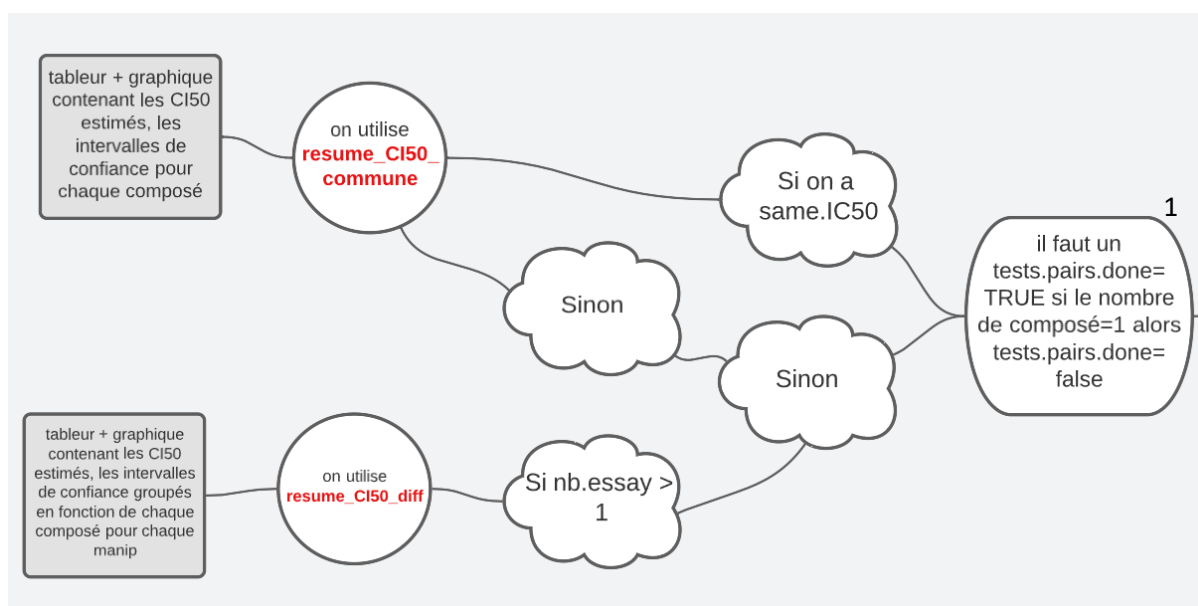 tableur + graphique
contenant les CI50
estimés, les
intervalles de
confiance pour
chaque composé
on utilise
resume_CI50_
commune
Si on a
same.IC50
1
il faut un
tests.pairs.done=
TRUE si le nombre
de composé=1 alors
tests.pairs.done=
false
Sinon
Sinon
tableur + graphique
contenant les CI50
estimés, les intervalles
de confiance groupés
en fonction de chaque
composé pour chaque
manip
on utilise
resume_CI50_diff
Si nb.essay >
1